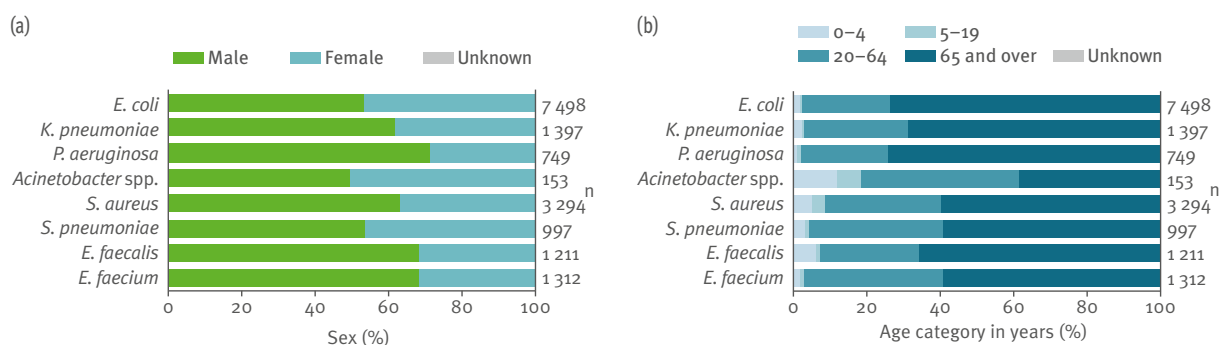 (a)
Male Female Unknown
E. coli 7 498
K. pneumoniae 1 397
P. aeruginosa 749
Acinetobacter spp. 153
n
S. aureus 3 294
S. pneumoniae 997
E. faecalis 1 211
E. faecium 1 312
0 20 40 60 80 100
Sex (%)
(b)
0–4 5–19
20–64 65 and over Unknown
E. coli 7 498
K. pneumoniae 1 397
P. aeruginosa 749
Acinetobacter spp. 153
n
S. aureus 3 294
S. pneumoniae 997
E. faecalis 1 211
E. faecium 1 312
0 20 40 60 80 100
Age category in years (%)